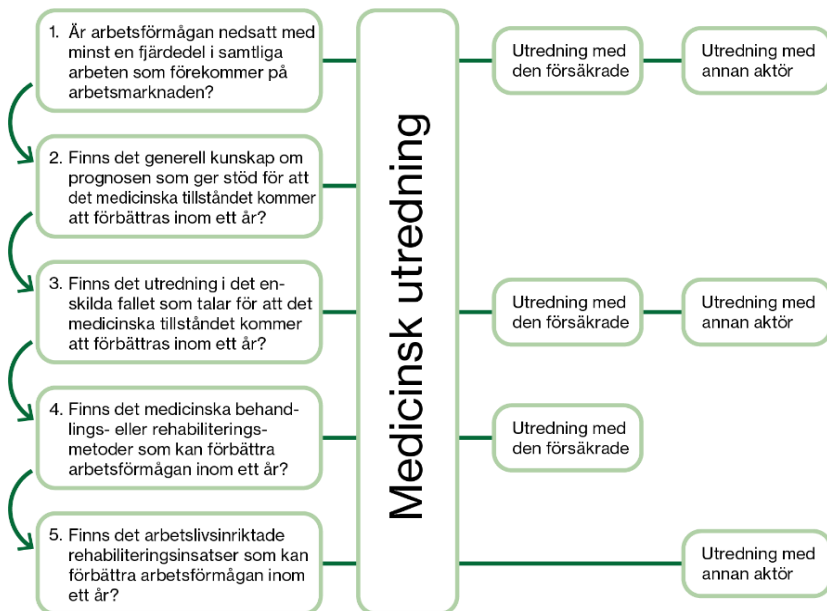 1. Är arbetsförmågan nedsatt med
minst en fjärdedel i samtliga
arbeten som förekommer på
arbetsmarknaden?
Medicinsk utredning
Utredning med
den försäkrade
Utredning med
annan aktör
2. Finns det generell kunskap om
prognosen som ger stöd för att
det medicinska tillståndet kommer
att förbättras inom ett år?
3. Finns det utredning i det en-
skilda fallet som talar för att det
medicinska tillståndet kommer
att förbättras inom ett år?
Utredning med
den försäkrade
Utredning med
annan aktör
4. Finns det medicinska behand-
lings- eller rehabiliterings-
metoder som kan förbättra
arbetsförmågan inom ett år?
Utredning med
den försäkrade
5. Finns det arbetslivsinriktade
rehabiliteringsinsatser som kan
förbättra arbetsförmågan inom
ett år?
Utredning med
annan aktör